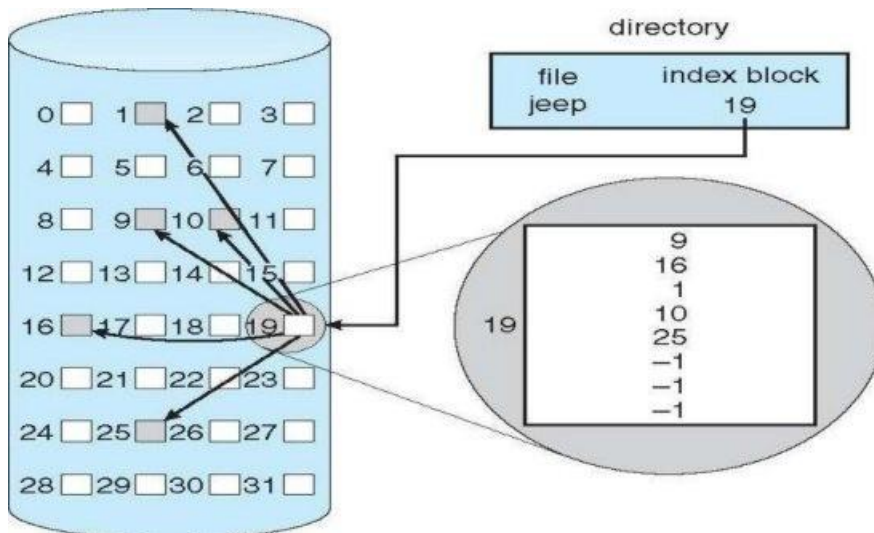 directory
file index block
jeep 19
0 1 2 3
4 5 6 7
8 9 10 11
12 13 14 15
16 17 18 19
20 21 22 23
24 25 26 27
28 29 30 31
19
9
16
1
10
25
–1
–1
–1